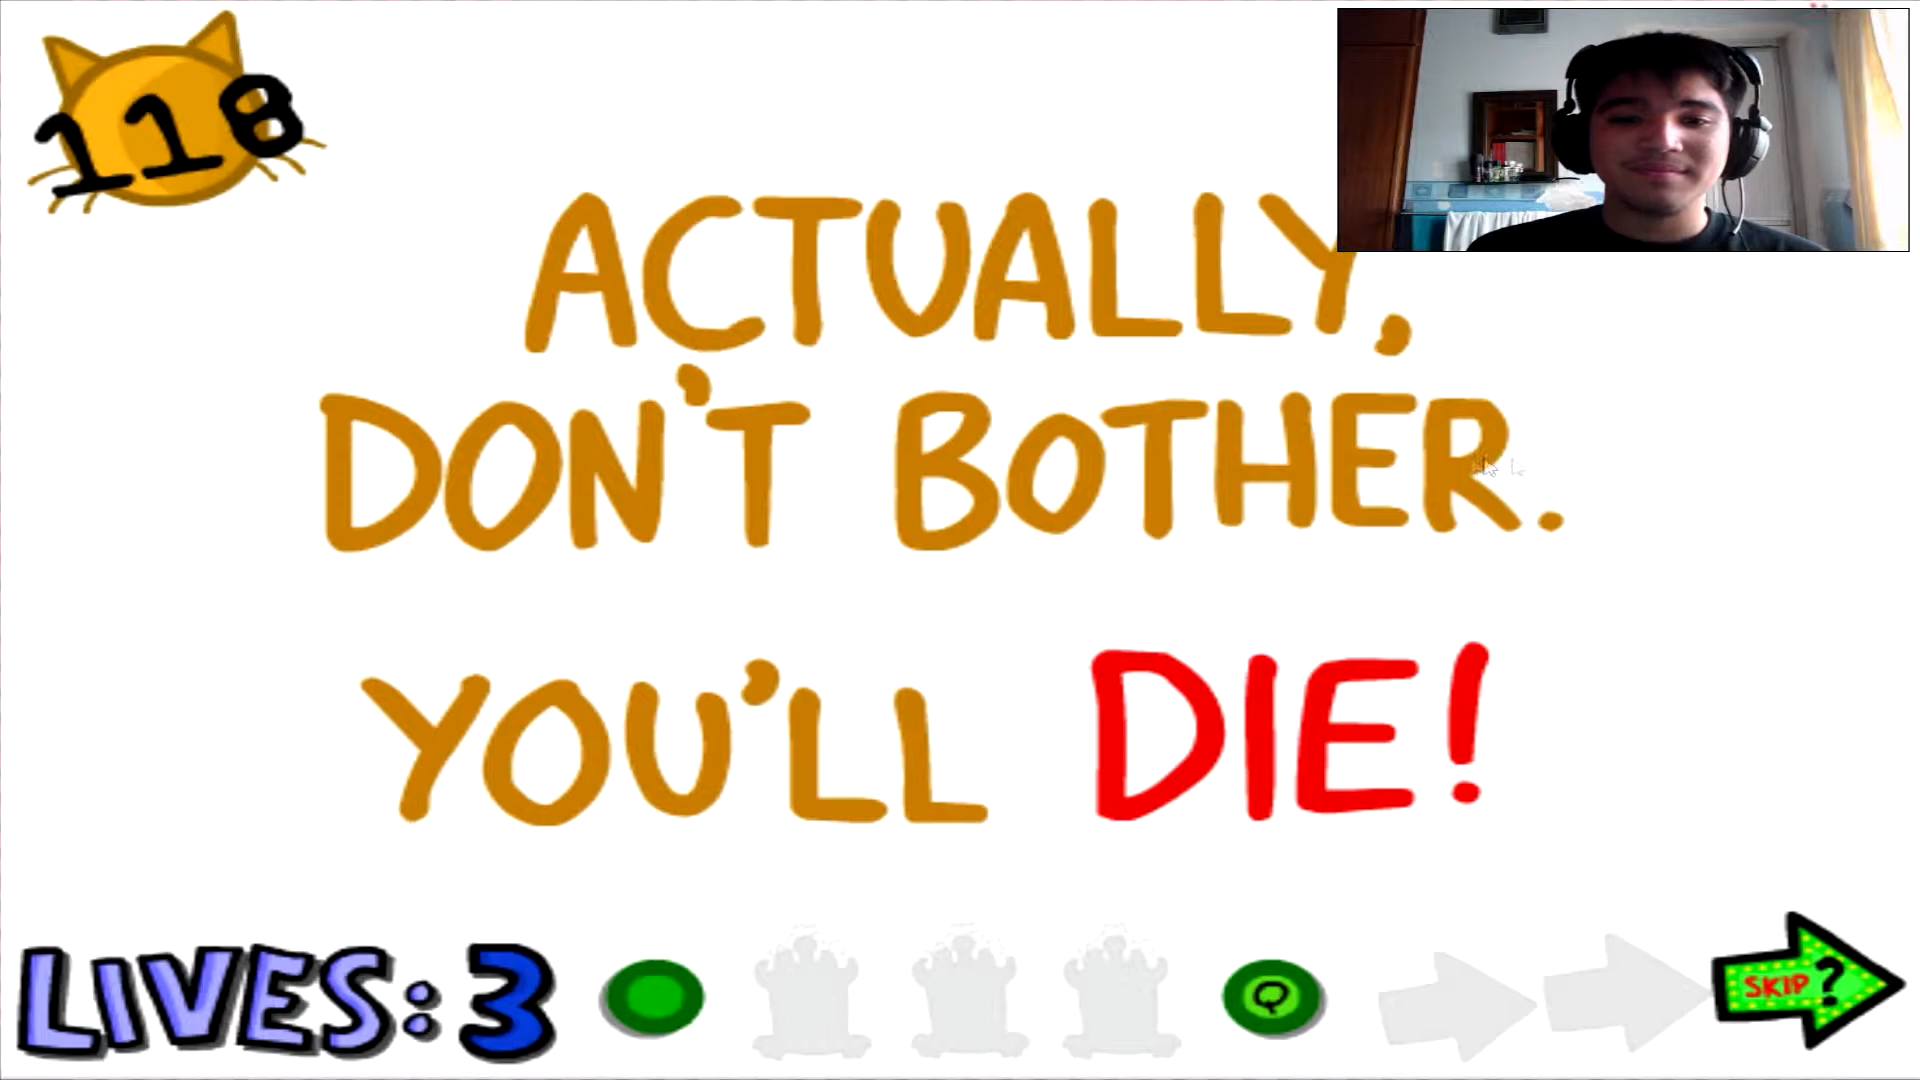 118
ACTUALLY,
DON'T BOTHER.
YOU'LL DIE!
LIVES: 3
Q
SKIP?